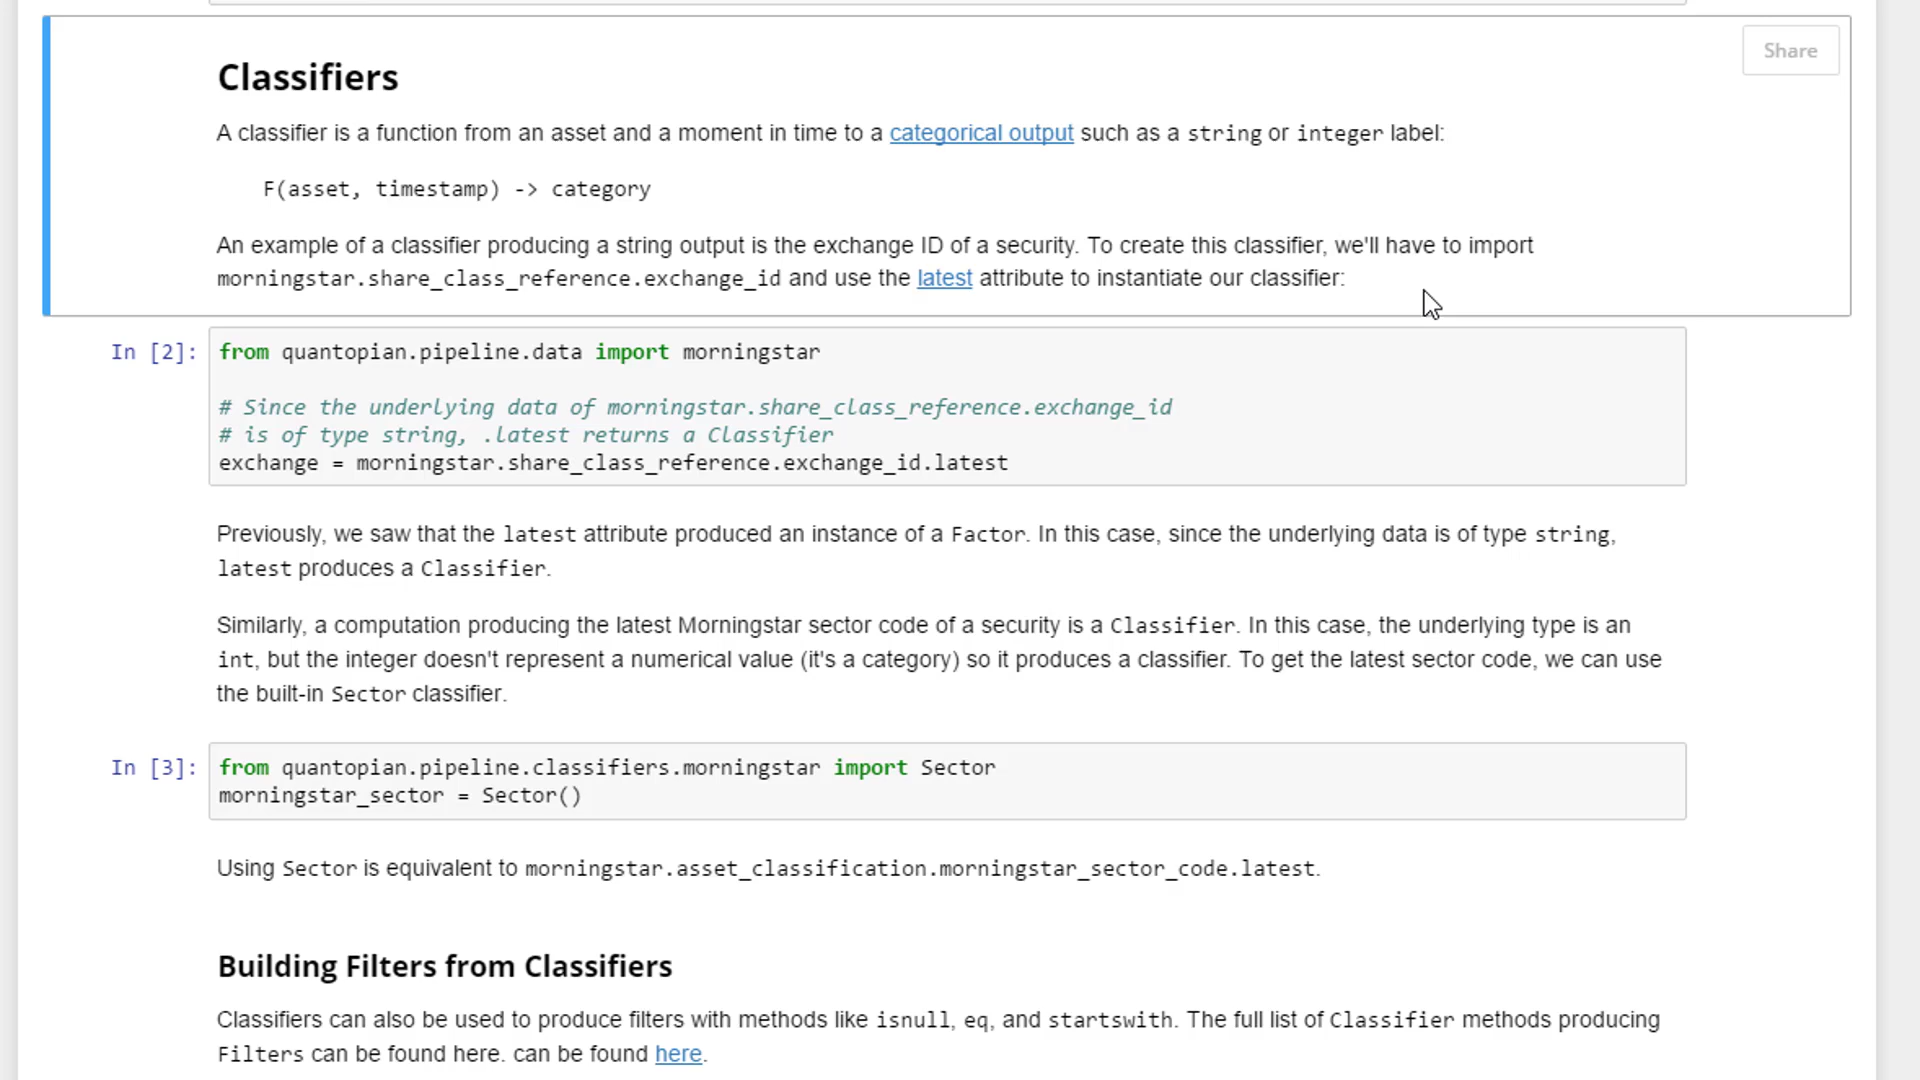 Share
Classifiers
A classifier is a function from an asset and a moment in time to a categorical output such as a string or integer label:
F(asset, timestamp) -> category
An example of a classifier producing a string output is the exchange ID of a security. To create this classifier, we'll have to import
morningstar.share_class_reference.exchange_id and use the latest attribute to instantiate our classifier:
In [2]: from quantopian.pipeline.data import morningstar
# Since the underlying data of morningstar.share_class_reference.exchange_id
# is of type string, .latest returns a Classifier
exchange = morningstar.share_class_reference.exchange_id.latest
Previously, we saw that the latest attribute produced an instance of a Factor. In this case, since the underlying data is of type string,
latest produces a Classifier.
Similarly, a computation producing the latest Morningstar sector code of a security is a Classifier. In this case, the underlying type is an
int, but the integer doesn't represent a numerical value (it's a category) so it produces a classifier. To get the latest sector code, we can use
the built-in Sector classifier.
In [3]: from quantopian.pipeline.classifiers.morningstar import Sector
morningstar_sector = Sector()
Using Sector is equivalent to morningstar.asset_classification.morningstar_sector_code.latest.
Building Filters from Classifiers
Classifiers can also be used to produce filters with methods like isnull, eq, and startswith. The full list of Classifier methods producing
Filters can be found here. can be found here.